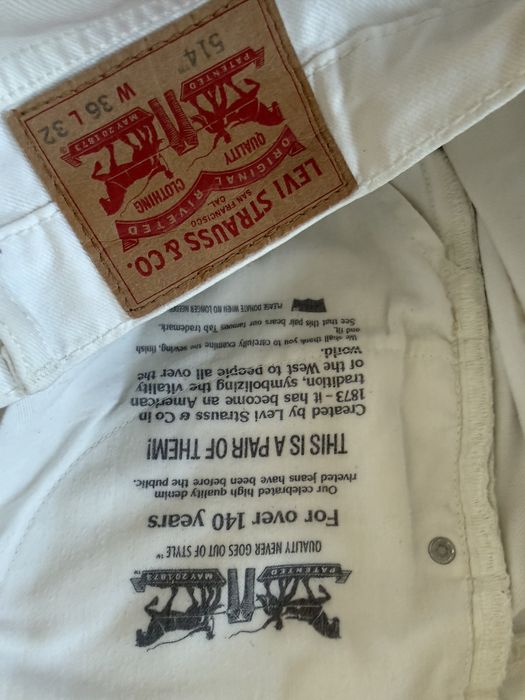 LEVI STRAUSS & CO.
SAN FRANCISCO
CAL
ORIGINAL RIVETED
QUALITY
CLOTHING
PATENTED
MAY 20 1873
514™
W 36 L 32
PATENTED
MAY 20 1873
QUALITY NEVER GOES OUT OF STYLE™
For over 140 years
Our celebrated high quality denim
riveted jeans have been before the public.
THIS IS A PAIR OF THEM!
Created by Levi Strauss & Co in
1873 - it has become an American
tradition, symbolizing the vitality
of the West to people all over the
world.
We shall thank you to carefully examine the sewing, finish
and fit.
See that this pair bears our famous Tab trademark.
PLEASE DONATE WHEN NO LONGER NEEDED